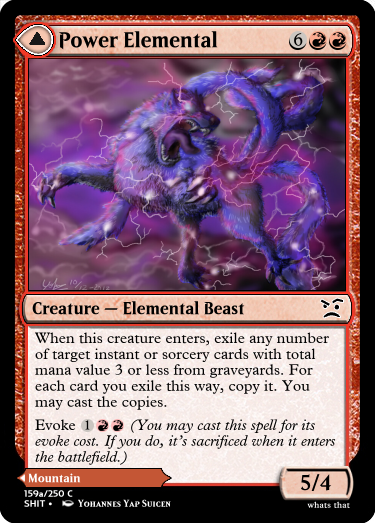 Power Elemental 6
Creature — Elemental Beast
When this creature enters, exile any number
of target instant or sorcery cards with total
mana value 3 or less from graveyards. For
each card you exile this way, copy it. You
may cast the copies.
Evoke 1 (You may cast this spell for its
evoke cost. If you do, it's sacrificed when it enters
the battlefield.)
Mountain
5/4
159a/250 C
SHIT • Yohannes Yap Suicen
whats that